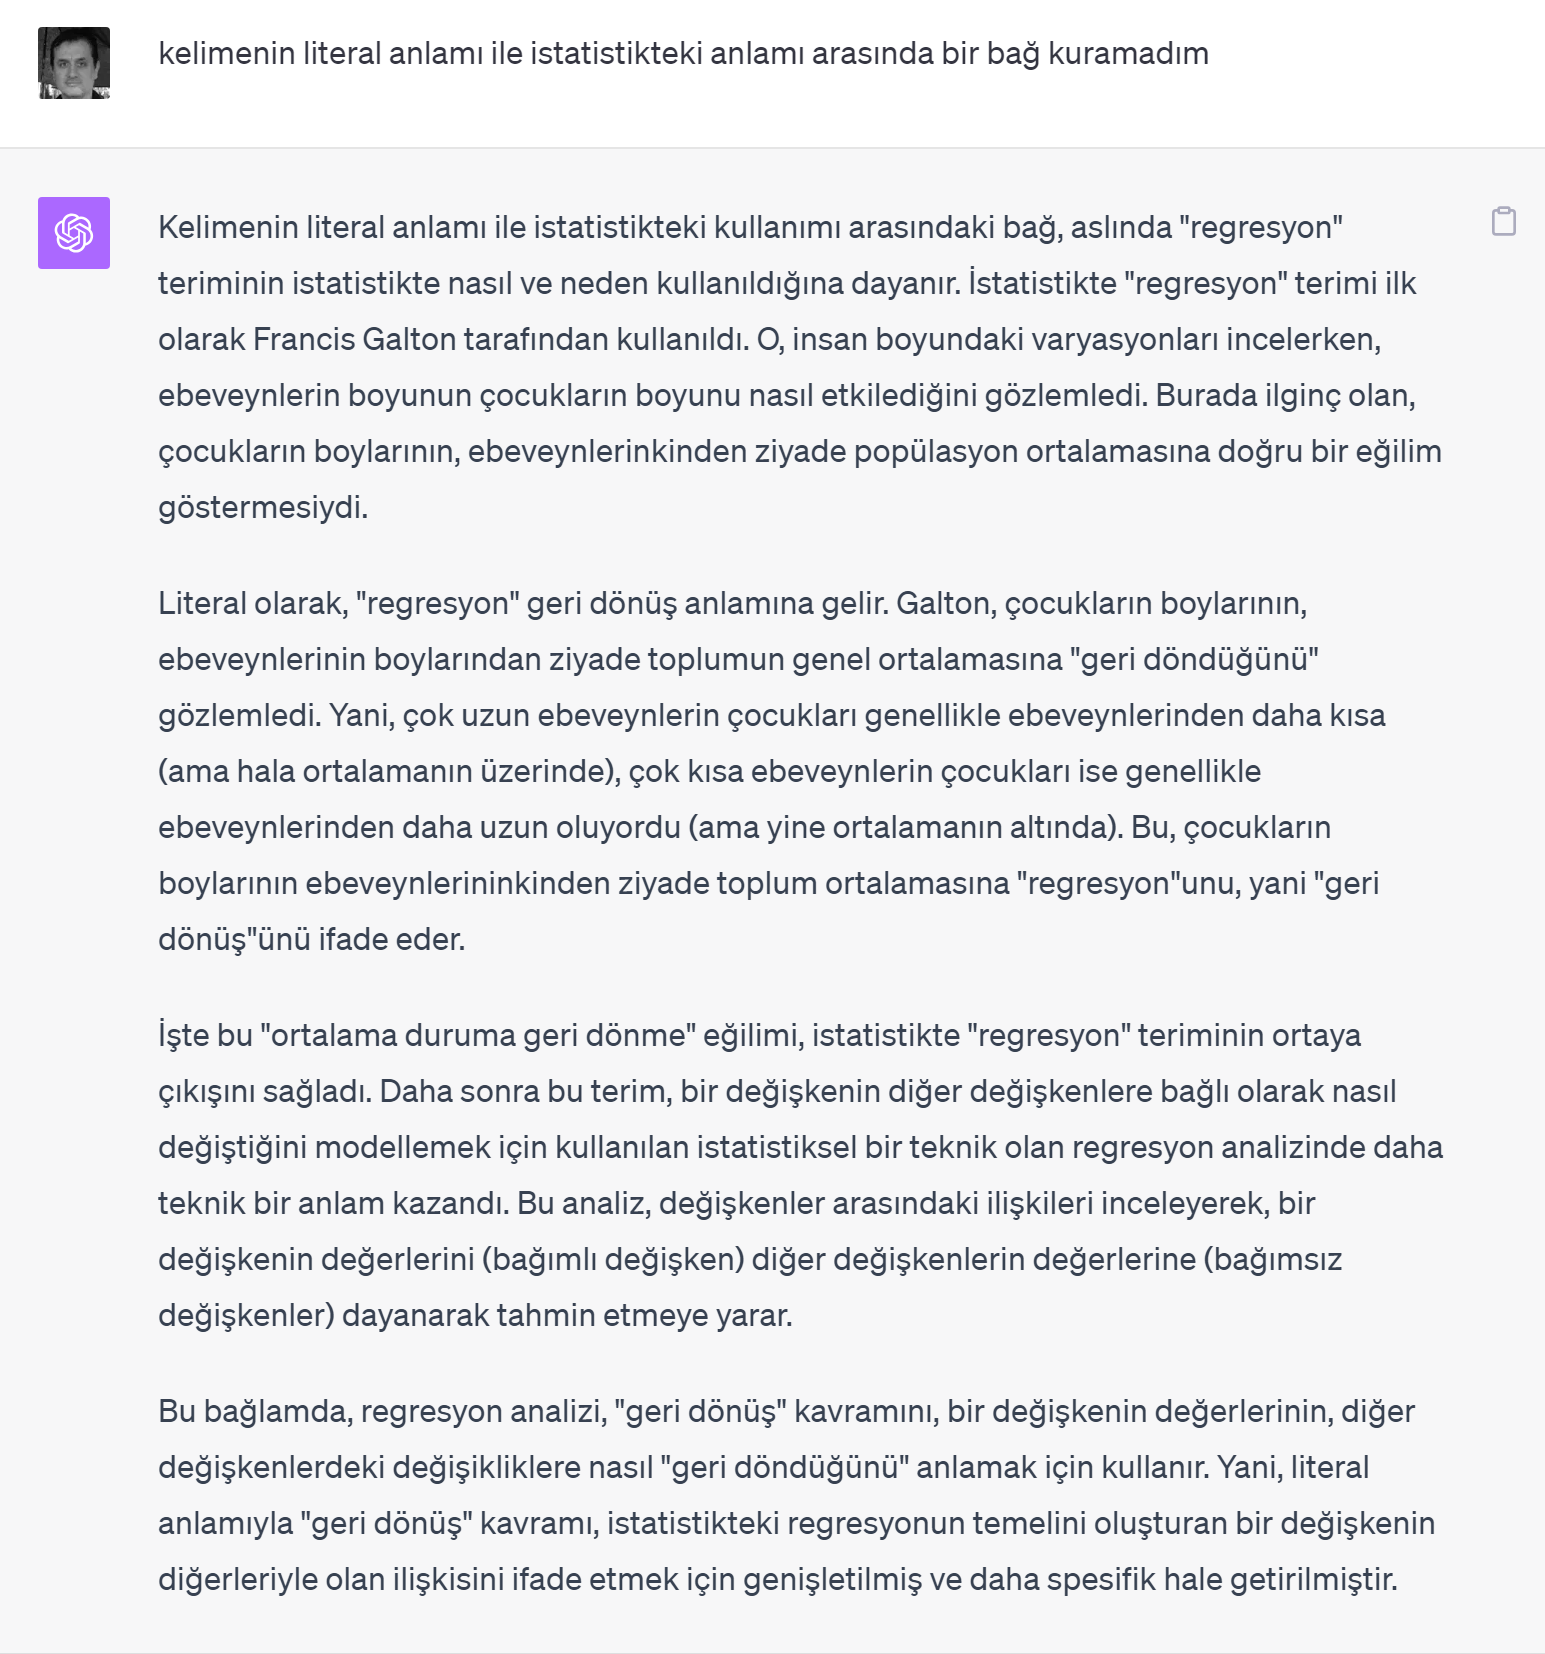 kelimenin literal anlamı ile istatistikteki anlamı arasında bir bağ kuramadım
Kelimenin literal anlamı ile istatistikteki kullanımı arasındaki bağ, aslında "regresyon"
teriminin istatistikte nasıl ve neden kullanıldığına dayanır. İstatistikte "regresyon" terimi ilk
olarak Francis Galton tarafından kullanıldı. O, insan boyundaki varyasyonları incelerken,
ebeveynlerin boyunun çocukların boyunu nasıl etkilediğini gözlemledi. Burada ilginç olan,
çocukların boylarının, ebeveynlerinkinden ziyade popülasyon ortalamasına doğru bir eğilim
göstermesiydi.
Literal olarak, "regresyon" geri dönüş anlamına gelir. Galton, çocukların boylarının,
ebeveynlerinin boylarından ziyade toplumun genel ortalamasına "geri döndüğünü"
gözlemledi. Yani, çok uzun ebeveynlerin çocukları genellikle ebeveynlerinden daha kısa
(ama hala ortalamanın üzerinde), çok kısa ebeveynlerin çocukları ise genellikle
ebeveynlerinden daha uzun oluyordu (ama yine ortalamanın altında). Bu, çocukların
boylarının ebeveynlerininkinden ziyade toplum ortalamasına "regresyon"unu, yani "geri
dönüş"ünü ifade eder.
İşte bu "ortalama duruma geri dönme" eğilimi, istatistikte "regresyon" teriminin ortaya
çıkışını sağladı. Daha sonra bu terim, bir değişkenin diğer değişkenlere bağlı olarak nasıl
değiştiğini modellemek için kullanılan istatistiksel bir teknik olan regresyon analizinde daha
teknik bir anlam kazandı. Bu analiz, değişkenler arasındaki ilişkileri inceleyerek, bir
değişkenin değerlerini (bağımlı değişken) diğer değişkenlerin değerlerine (bağımsız
değişkenler) dayanarak tahmin etmeye yarar.
Bu bağlamda, regresyon analizi, "geri dönüş" kavramını, bir değişkenin değerlerinin, diğer
değişkenlerdeki değişikliklere nasıl "geri döndüğünü" anlamak için kullanır. Yani, literal
anlamıyla "geri dönüş" kavramı, istatistikteki regresyonun temelini oluşturan bir değişkenin
diğerleriyle olan ilişkisini ifade etmek için genişletilmiş ve daha spesifik hale getirilmiştir.